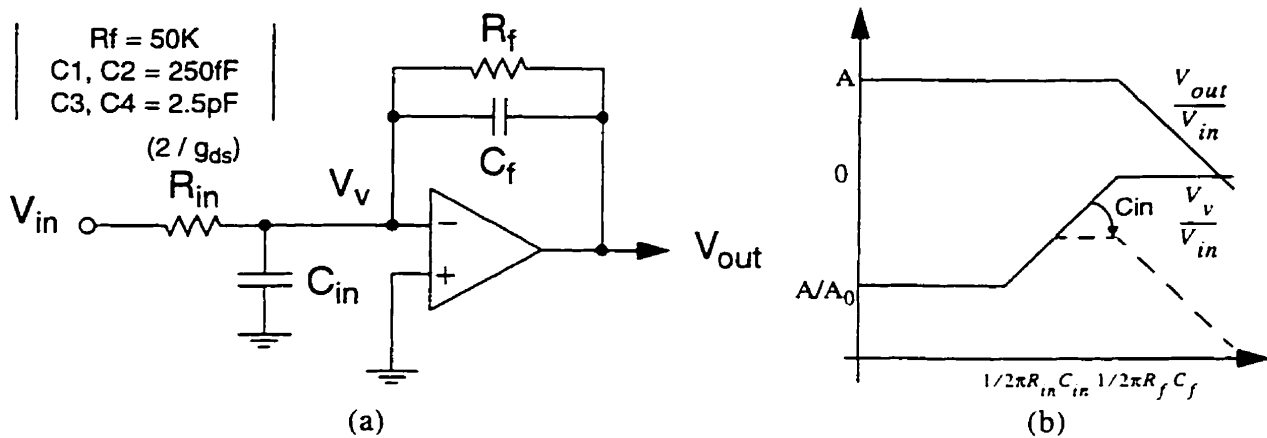 Rf = 50K
C1, C2 = 250fF
C3, C4 = 2.5pF
(2 / gds)
Rin
Vin
Vv
Cin
Rf
Cf
−
+
Vout
(a)
A
0
A/A0
Vout
Vin
Vv
Vin
Cin
1/2πRinCin 1/2πRfCf
(b)